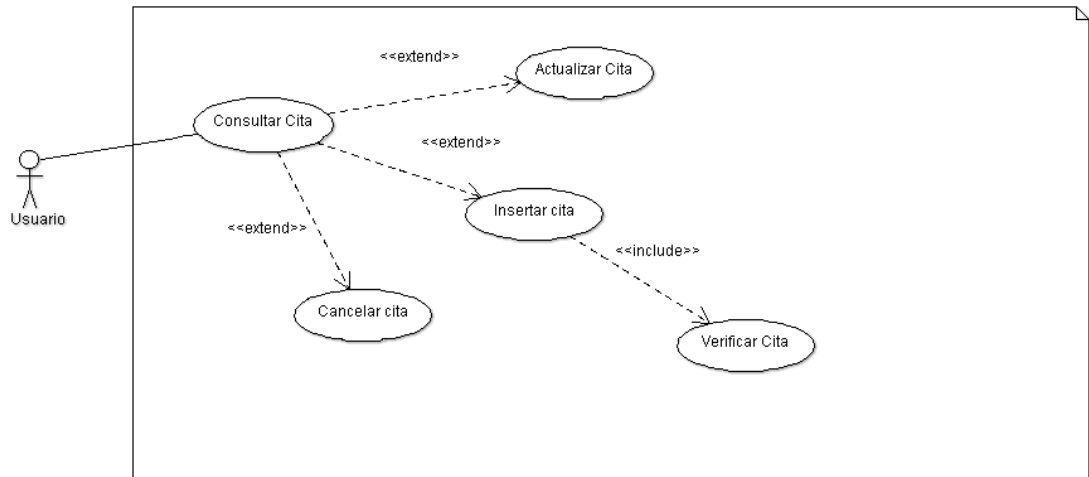 <<extend>>
Actualizar Cita
Consultar Cita
<<extend>>
Usuario
Insertar cita
<<extend>>
<<include>>
Cancelar cita
Verificar Cita